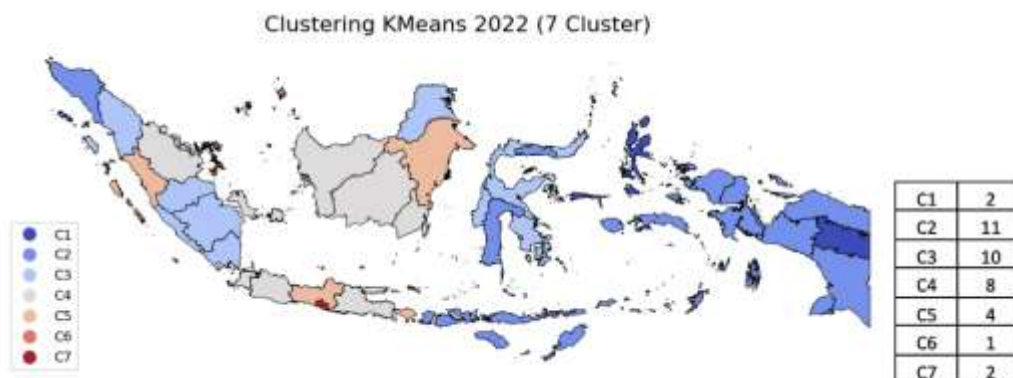 Clustering KMeans 2022 (7 Cluster)
C1
C2
C3
C4
C5
C6
C7
C1 2
C2 11
C3 10
C4 8
C5 4
C6 1
C7 2